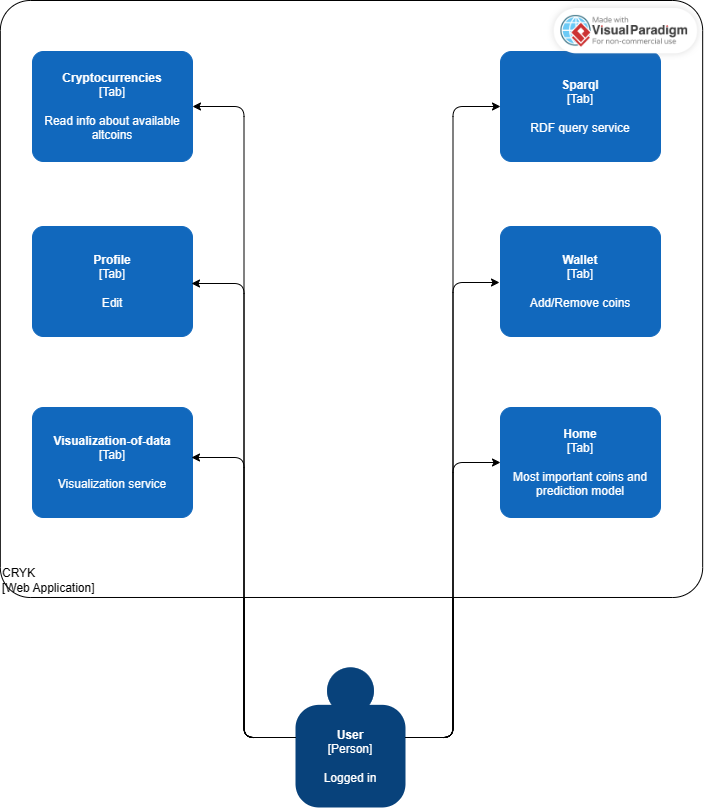 Made with
VisualParadigm
For non-commercial use
Cryptocurrencies
[Tab]
Read info about available
altcoins
Sparql
[Tab]
RDF query service
Profile
[Tab]
Edit
Wallet
[Tab]
Add/Remove coins
Visualization-of-data
[Tab]
Visualization service
Home
[Tab]
Most important coins and
prediction model
CRYK
[Web Application]
User
[Person]
Logged in